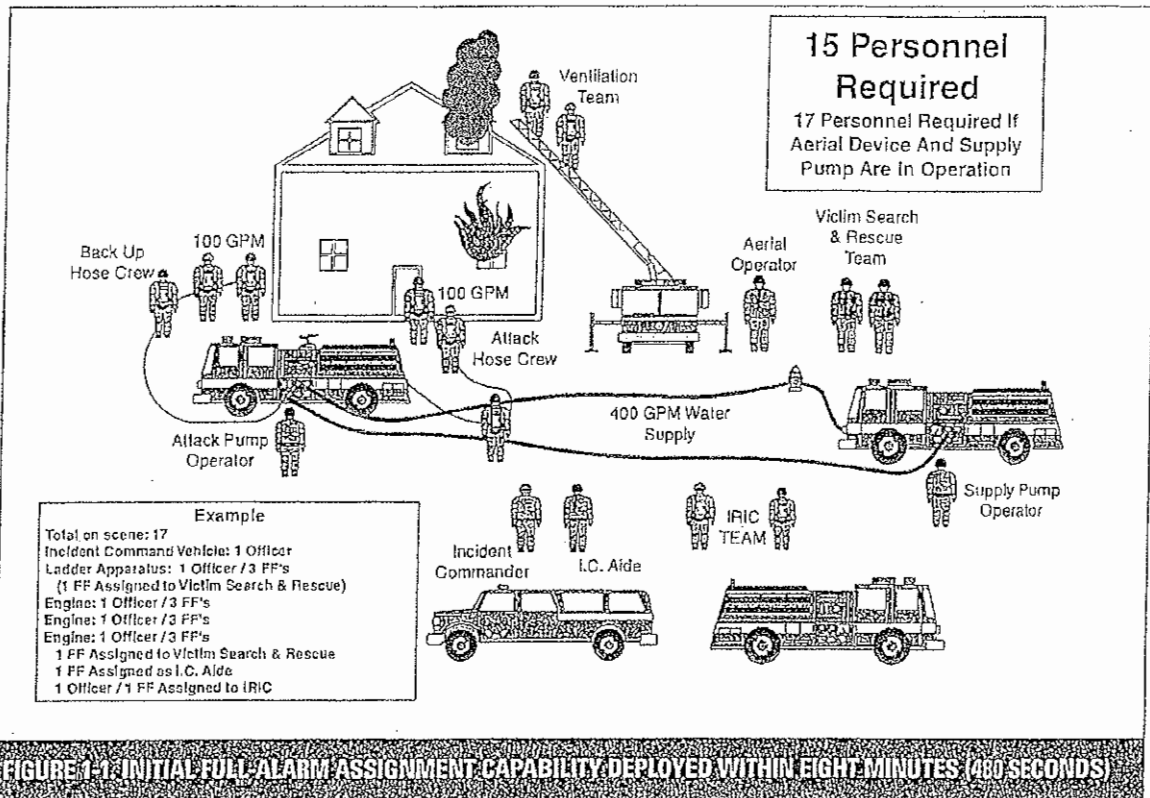 15 Personnel
Required
17 Personnel Required If
Aerial Device And Supply
Pump Are In Operation
Ventilation
Team
Back Up
Hose Crew
100 GPM
100 GPM
Attack
Hose Crew
Aerial
Operator
Victim Search
& Rescue
Team
400 GPM Water
Supply
Attack Pump
Operator
Supply Pump
Operator
Incident
Commander
I.C. Aide
IRIC
TEAM
Example
Total on scene: 17
Incident Command Vehicle: 1 Officer
Ladder Apparatus: 1 Officer / 3 FF's
(1 FF Assigned to Victim Search & Rescue)
Engine: 1 Officer / 3 FF's
Engine: 1 Officer / 3 FF's
Engine: 1 Officer / 3 FF's
1 FF Assigned to Victim Search & Rescue
1 FF Assigned as I.C. Aide
1 Officer / 1 FF Assigned to IRIC
FIGURE 1-1. INITIAL FULL-ALARM ASSIGNMENT CAPABILITY DEPLOYED WITHIN EIGHT MINUTES (480 SECONDS)